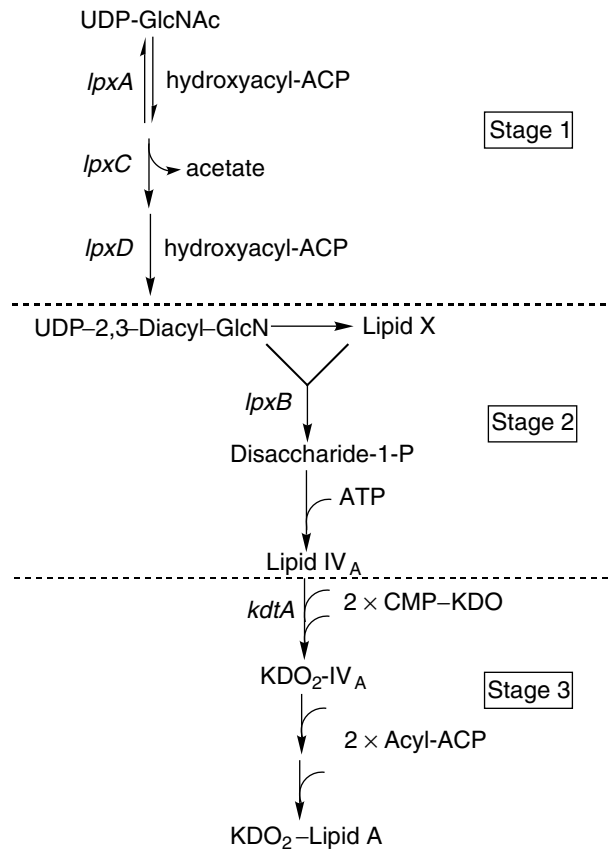 UDP-GlcNAc
lpxA hydroxyacyl-ACP
Stage 1
lpxC acetate
lpxD hydroxyacyl-ACP
UDP–2,3–Diacyl–GlcN Lipid X
lpxB
Stage 2
Disaccharide-1-P
ATP
Lipid IVA
kdtA 2 × CMP–KDO
KDO2-IVA
Stage 3
2 × Acyl-ACP
KDO2–Lipid A